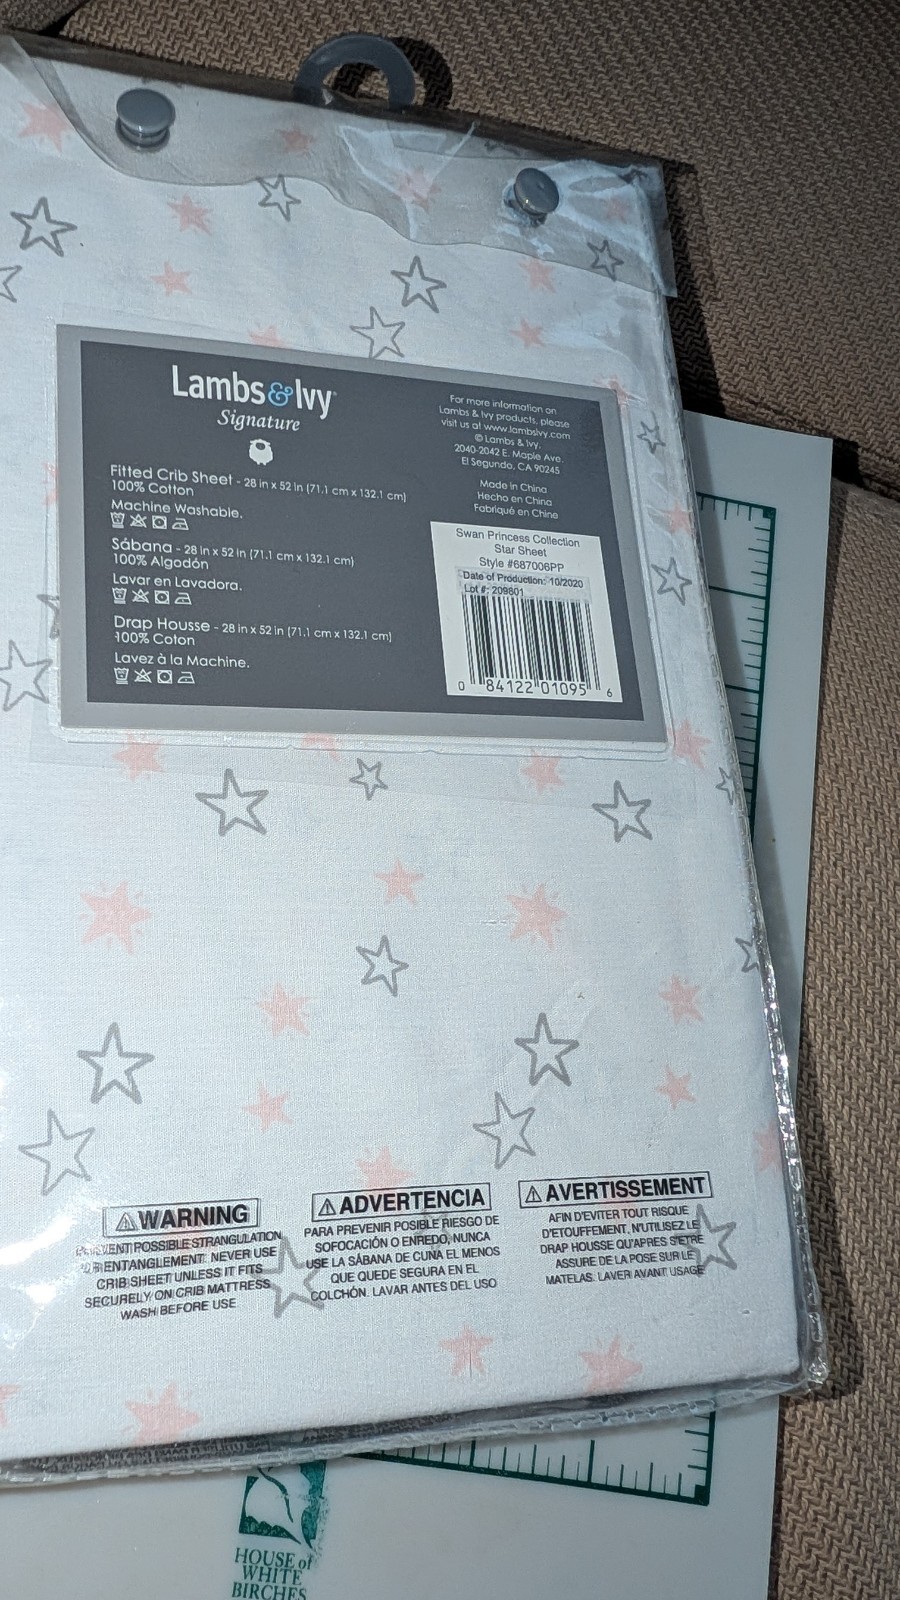 Lambs&Ivy
Signature
Fitted Crib Sheet - 28 in x 52 in (71.1 cm x 132.1 cm)
100% Cotton
Machine Washable.
Sábana - 28 in x 52 in (71.1 cm x 132.1 cm)
100% Algodón
Lavar en Lavadora.
Drap Housse - 28 in x 52 in (71.1 cm x 132.1 cm)
100% Coton
Lavez à la Machine.
For more information on
Lambs & Ivy products, please
visit us at www.lambsivy.com
© Lambs & Ivy.
2040-2042 E. Maple Ave.
El Segundo, CA 90245
Made in China
Hecho en China
Fabriqué en Chine
Swan Princess Collection
Star Sheet
Style #687006PP
Date of Production: 10/2020
Lot #: 209801
0 84122 01095 6
⚠WARNING
PREVENT POSSIBLE STRANGULATION
OR ENTANGLEMENT. NEVER USE
CRIB SHEET UNLESS IT FITS
SECURELY ON CRIB MATTRESS
WASH BEFORE USE
⚠ADVERTENCIA
PARA PREVENIR POSIBLE RIESGO DE
SOFOCACIÓN O ENREDO, NUNCA
USE LA SÁBANA DE CUNA EL MENOS
QUE QUEDE SEGURA EN EL
COLCHÓN. LAVAR ANTES DEL USO
⚠AVERTISSEMENT
AFIN D'EVITER TOUT RISQUE
D'ETOUFFEMENT. N'UTILISEZ LE
DRAP HOUSSE QU'APRES S'ETRE
ASSURE DE LA POSE SUR LE
MATELAS. LAVER AVANT USAGE
HOUSE of
WHITE
BIRCHES